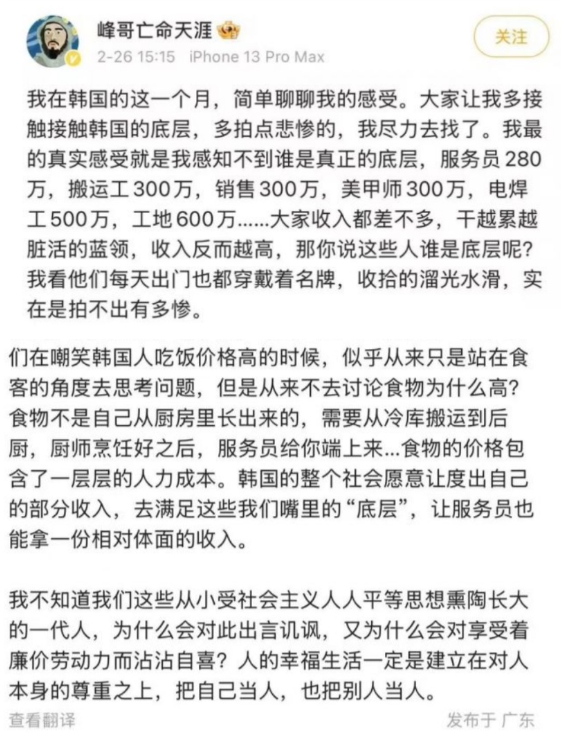 峰哥亡命天涯
关注
2-26 15:15 iPhone 13 Pro Max
我在韩国的这一个月，简单聊聊我的感受。大家让我多接
触接触韩国的底层，多拍点悲惨的，我尽力去找了。我最
的真实感受就是我感知不到谁是真正的底层，服务员280
万，搬运工300万，销售300万，美甲师300万，电焊
工500万，工地600万......大家收入都差不多，干越累越
脏活的蓝领，收入反而越高，那你说这些人谁是底层呢？
我看他们每天出门也都穿戴着名牌，收拾的溜光水滑，实
在是拍不出有多惨。
们在嘲笑韩国人吃饭价格高的时候，似乎从来只是站在食
客的角度去思考问题，但是从来不去讨论食物为什么高？
食物不是自己从厨房里长出来的，需要从冷库搬运到后
厨，厨师烹饪好之后，服务员给你端上来...食物的价格包
含了一层层的人力成本。韩国的整个社会愿意让度出自己
的部分收入，去满足这些我们嘴里的“底层”，让服务员也
能拿一份相对体面的收入。
我不知道我们这些从小受社会主义人人平等思想熏陶长大
的一代人，为什么会对此出言讥讽，又为什么会对享受着
廉价劳动力而沾沾自喜？人的幸福生活一定是建立在对人
本身的尊重之上，把自己当人，也把别人当人。
查看翻译
发布于 广东